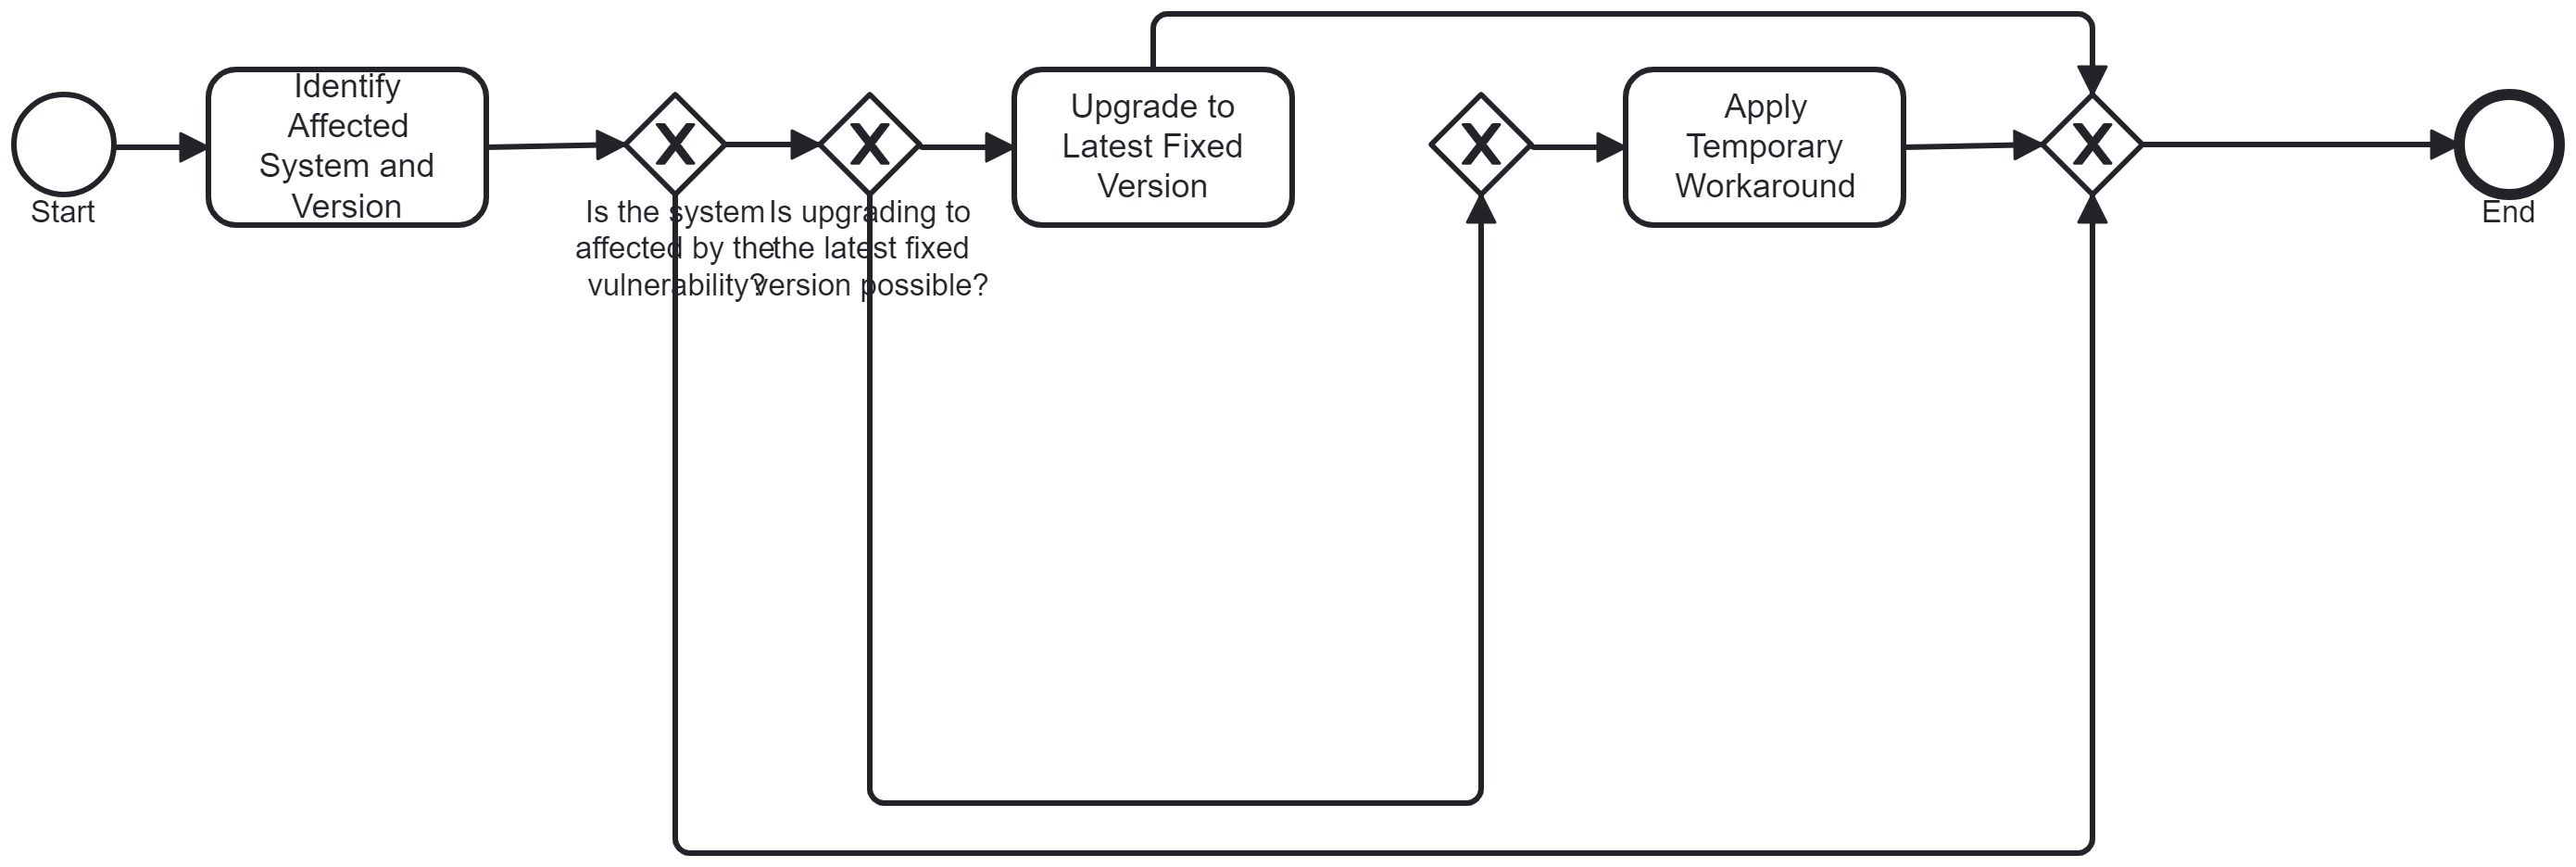 Start
Identify
Affected
System and
Version
Is the system
affected by the
vulnerability?
Is upgrading to
the latest fixed
version possible?
Upgrade to
Latest Fixed
Version
Apply
Temporary
Workaround
End